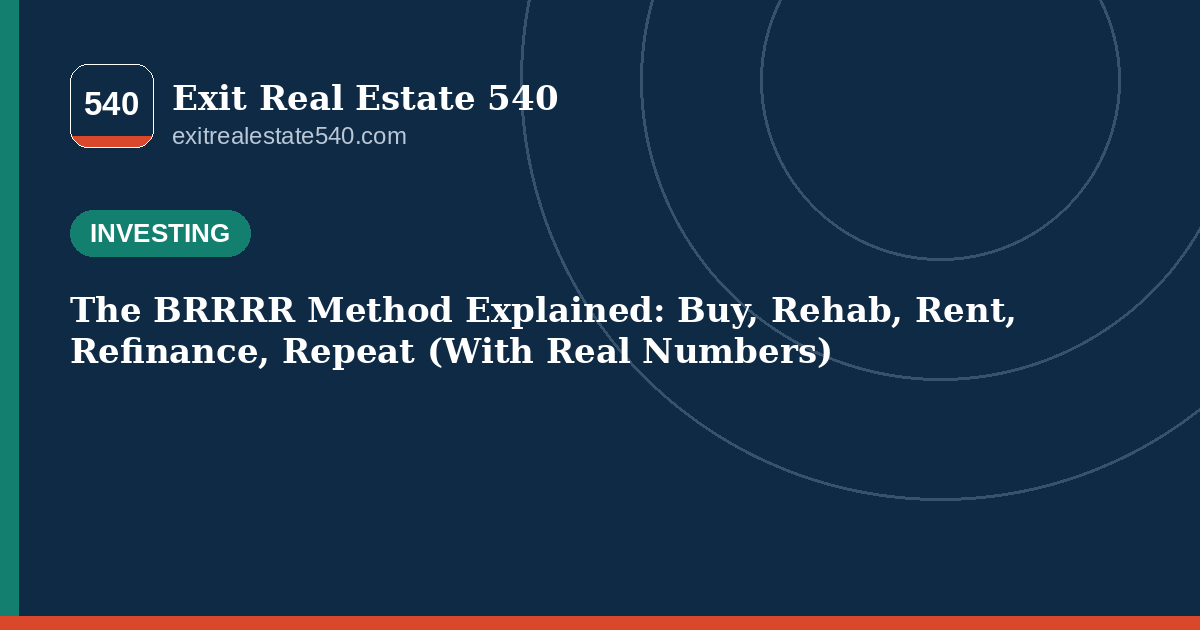 540
Exit Real Estate 540
exitrealestate540.com
INVESTING
The BRRRR Method Explained: Buy, Rehab, Rent,
Refinance, Repeat (With Real Numbers)